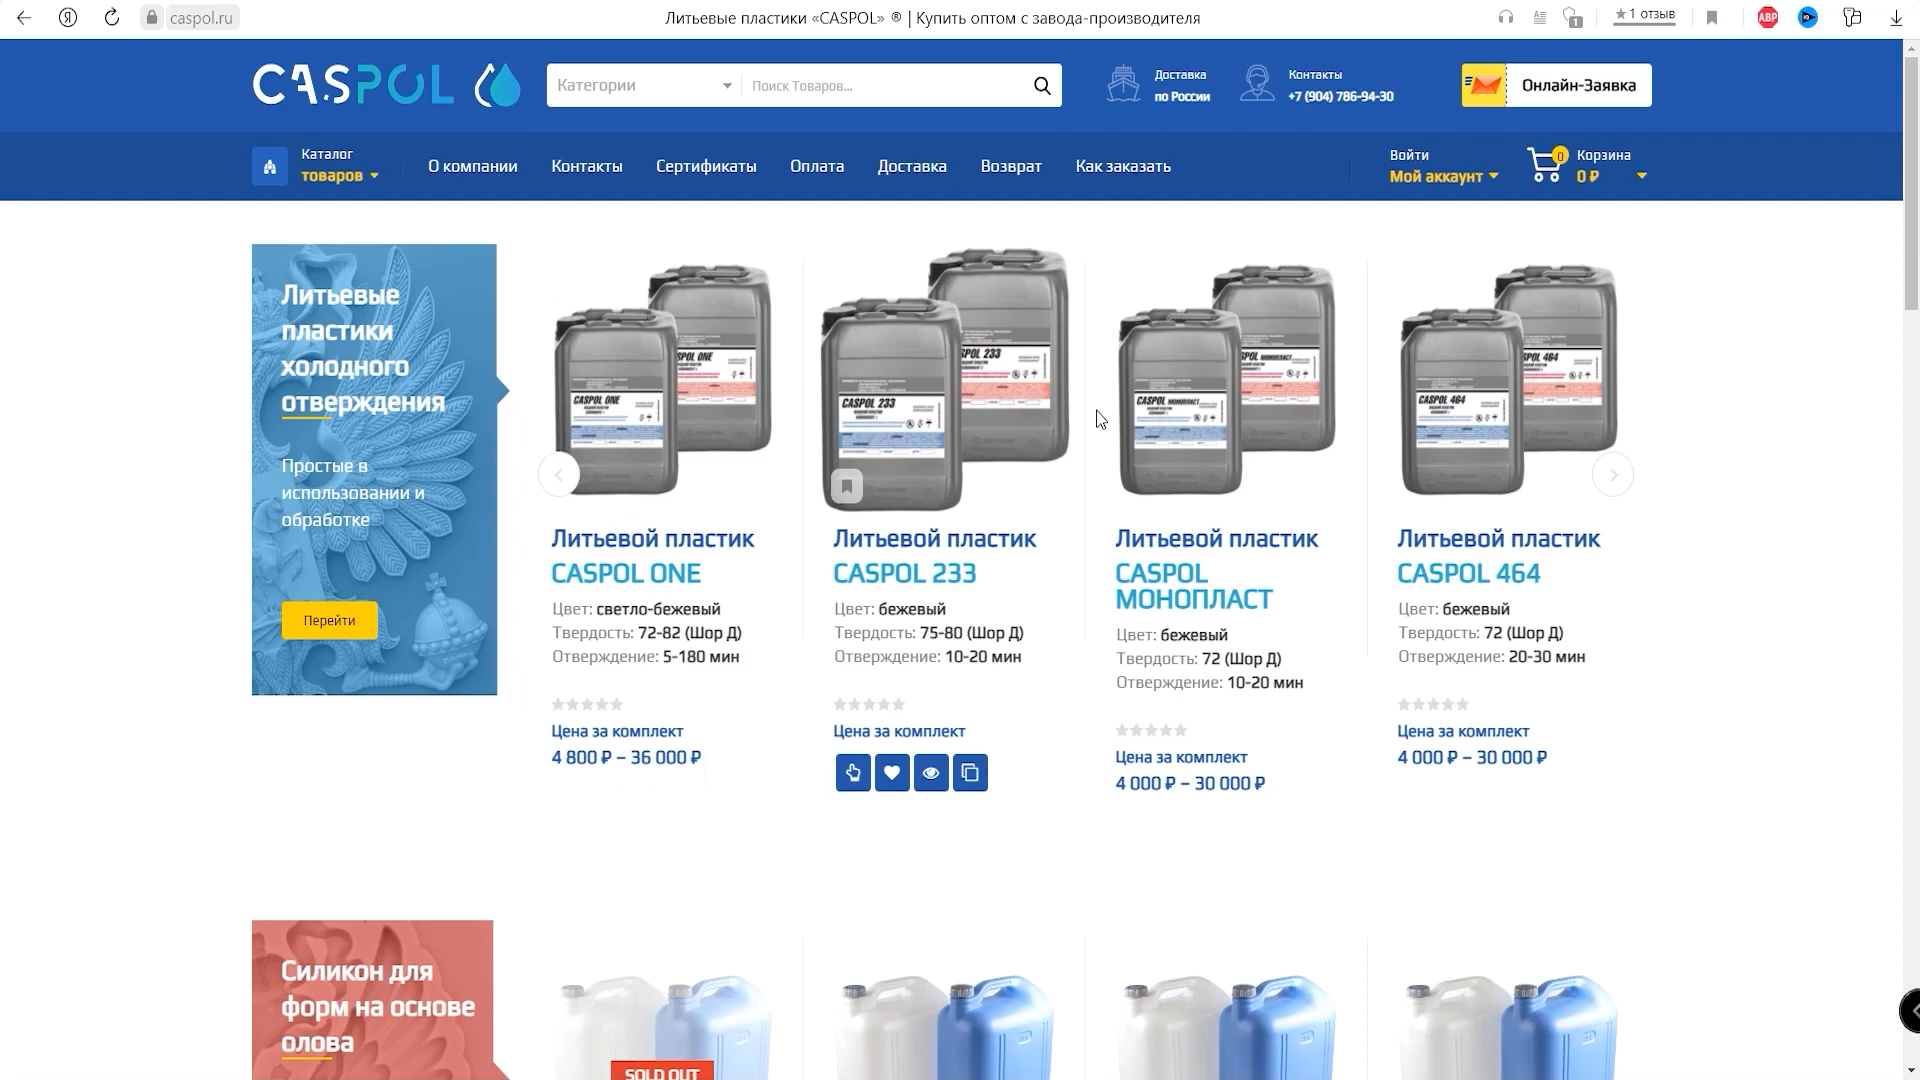 caspol.ru
Литьевые пластики «CASPOL» ® | Купить оптом с завода-производителя
1
★ 1 отзыв
ABP
CASPOL
Категории
Поиск Товаров...
Доставка
по России
Контакты
+7 (904) 786-94-30
Онлайн-Заявка
Каталог
товаров
О компании
Контакты
Сертификаты
Оплата
Доставка
Возврат
Как заказать
Войти
Мой аккаунт
0
Корзина
0 ₽
Литьевые
пластики
холодного
отверждения
Простые в
использовании и
обработке
Перейти
CASPOL ONE
Литьевой пластик
CASPOL ONE
Цвет: светло-бежевый
Твердость: 72-82 (Шор Д)
Отверждение: 5-180 мин
Цена за комплект
4 800 ₽ – 36 000 ₽
CASPOL 233
Литьевой пластик
CASPOL 233
Цвет: бежевый
Твердость: 75-80 (Шор Д)
Отверждение: 10-20 мин
Цена за комплект
CASPOL МОНОПЛАСТ
Литьевой пластик
CASPOL
МОНОПЛАСТ
Цвет: бежевый
Твердость: 72 (Шор Д)
Отверждение: 10-20 мин
Цена за комплект
4 000 ₽ – 30 000 ₽
CASPOL 464
Литьевой пластик
CASPOL 464
Цвет: бежевый
Твердость: 72 (Шор Д)
Отверждение: 20-30 мин
Цена за комплект
4 000 ₽ – 30 000 ₽
Силикон для
форм на основе
олова
SOLD OUT